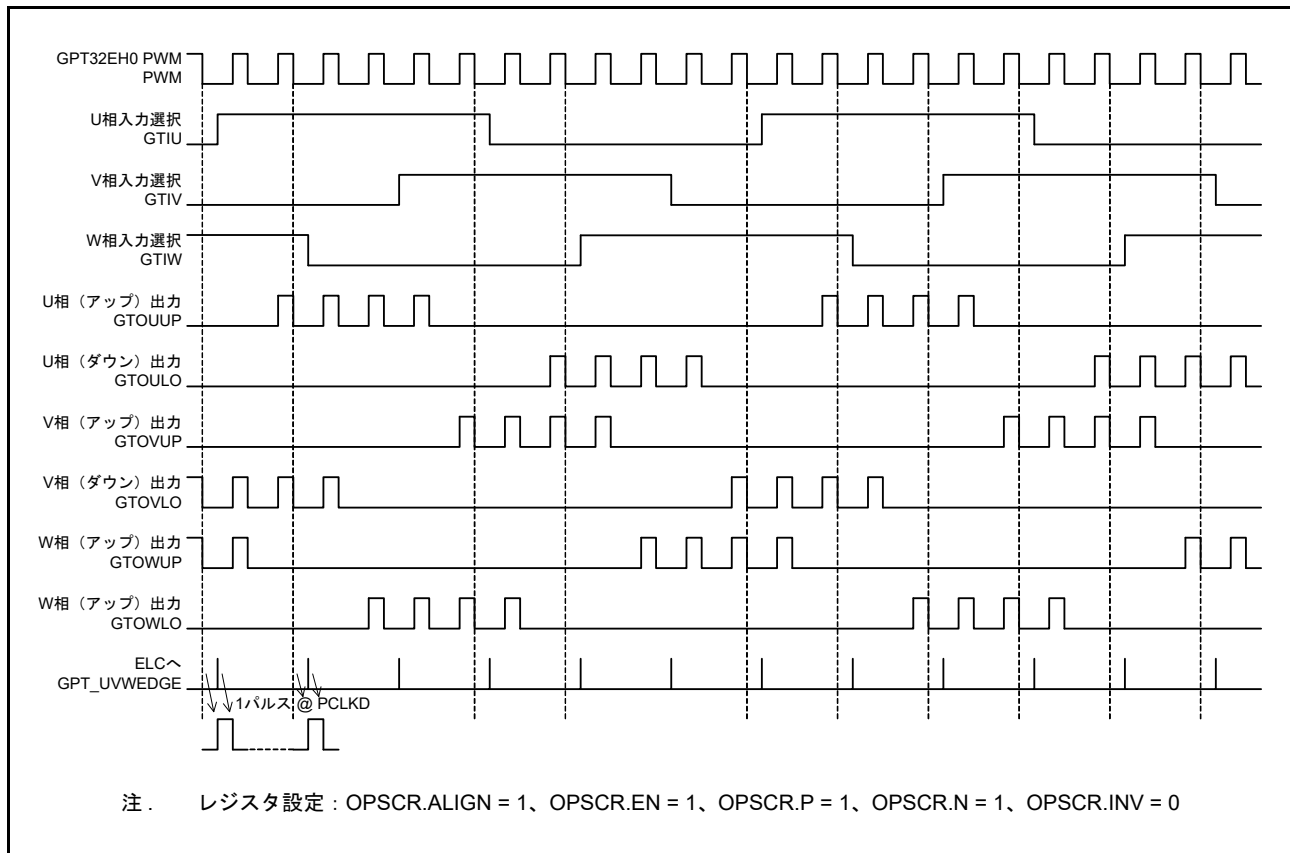 GPT32EH0 PWM
PWM
U相入力選択
GTIU
V相入力選択
GTIV
W相入力選択
GTIW
U相（アップ）出力
GTOUUP
U相（ダウン）出力
GTOULO
V相（アップ）出力
GTOVUP
V相（ダウン）出力
GTOVLO
W相（アップ）出力
GTOWUP
W相（アップ）出力
GTOWLO
ELCへ
GPT_UVWEDGE
1パルス @ PCLKD
注 . レジスタ設定 : OPSCR.ALIGN = 1、OPSCR.EN = 1、OPSCR.P = 1、OPSCR.N = 1、OPSCR.INV = 0